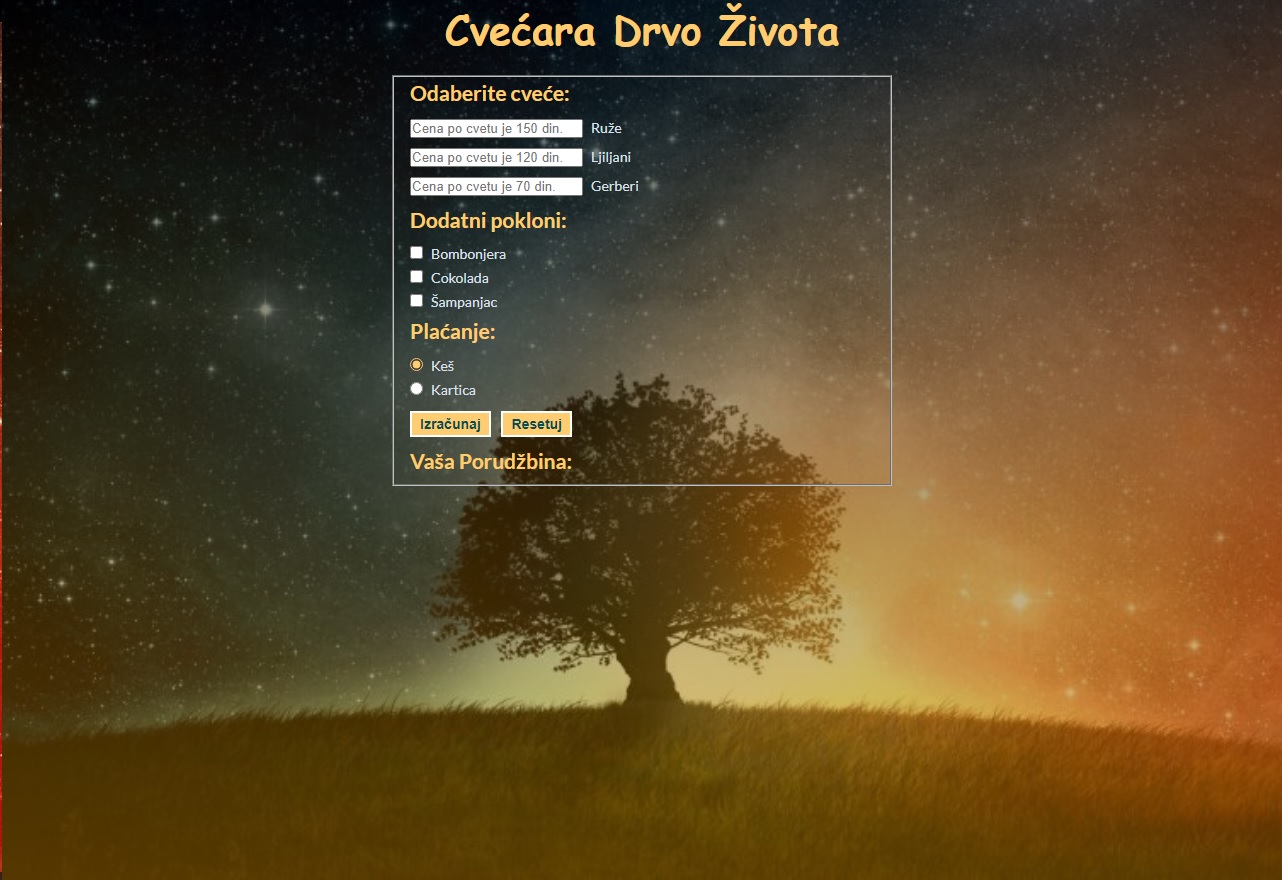 Cvećara Drvo Života
Odaberite cveće:
Cena po cvetu je 150 din. Ruže
Cena po cvetu je 120 din. Ljiljani
Cena po cvetu je 70 din. Gerberi
Dodatni pokloni:
Bombonjera
Cokolada
Šampanjac
Plaćanje:
Keš
Kartica
Izračunaj Resetuj
Vaša Porudžbina: